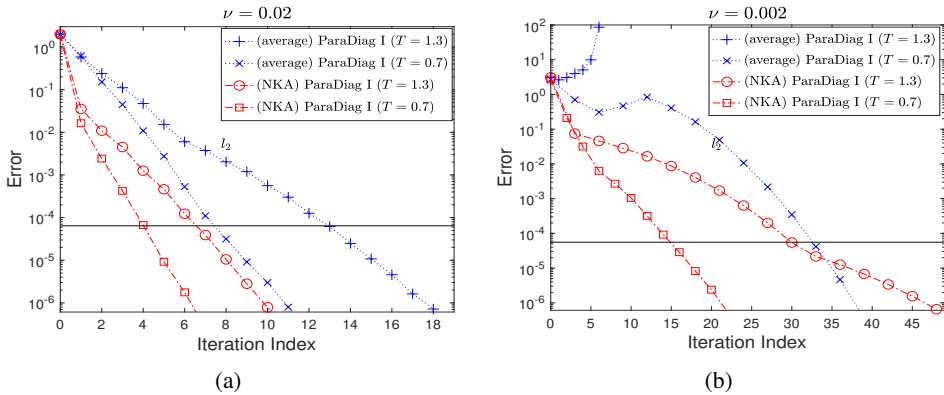 ν = 0.02
Error
10^0
10^-1
10^-2
10^-3
10^-4
10^-5
10^-6
(average) ParaDiag I (T = 1.3)
(average) ParaDiag I (T = 0.7)
(NKA) ParaDiag I (T = 1.3)
(NKA) ParaDiag I (T = 0.7)
l_2
0 2 4 6 8 10 12 14 16 18
Iteration Index
(a)
ν = 0.002
Error
10^2
10^1
10^0
10^-1
10^-2
10^-3
10^-4
10^-5
10^-6
(average) ParaDiag I (T = 1.3)
(average) ParaDiag I (T = 0.7)
(NKA) ParaDiag I (T = 1.3)
(NKA) ParaDiag I (T = 0.7)
l_2
0 5 10 15 20 25 30 35 40 45
Iteration Index
(b)